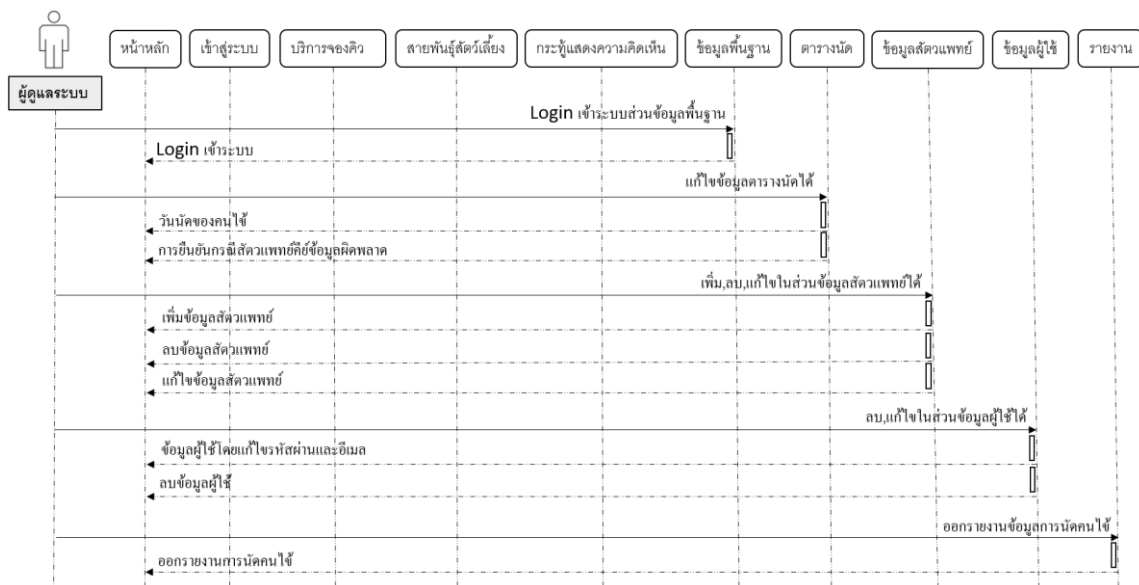 หน้าหลัก
เข้าสู่ระบบ
บริการจองคิว
สายพันธุ์สัตว์เลี้ยง
กระทู้แสดงความคิดเห็น
ข้อมูลพื้นฐาน
ตารางนัด
ข้อมูลสัตวแพทย์
ข้อมูลผู้ใช้
รายงาน
ผู้ดูแลระบบ
Login เข้าระบบส่วนข้อมูลพื้นฐาน
Login เข้าระบบ
แก้ไขข้อมูลตารางนัดได้
วันนัดของคนไข้
การยืนยันกรณีสัตวแพทย์คีย์ข้อมูลผิดพลาด
เพิ่ม,ลบ,แก้ไขในส่วนข้อมูลสัตวแพทย์ได้
เพิ่มข้อมูลสัตวแพทย์
ลบข้อมูลสัตวแพทย์
แก้ไขข้อมูลสัตวแพทย์
ลบ,แก้ไขในส่วนข้อมูลผู้ใช้ได้
ข้อมูลผู้ใช้โดยแก้ไขรหัสผ่านและอีเมล
ลบข้อมูลผู้ใช้
ออกรายงานข้อมูลการนัดคนไข้
ออกรายงานการนัดคนไข้